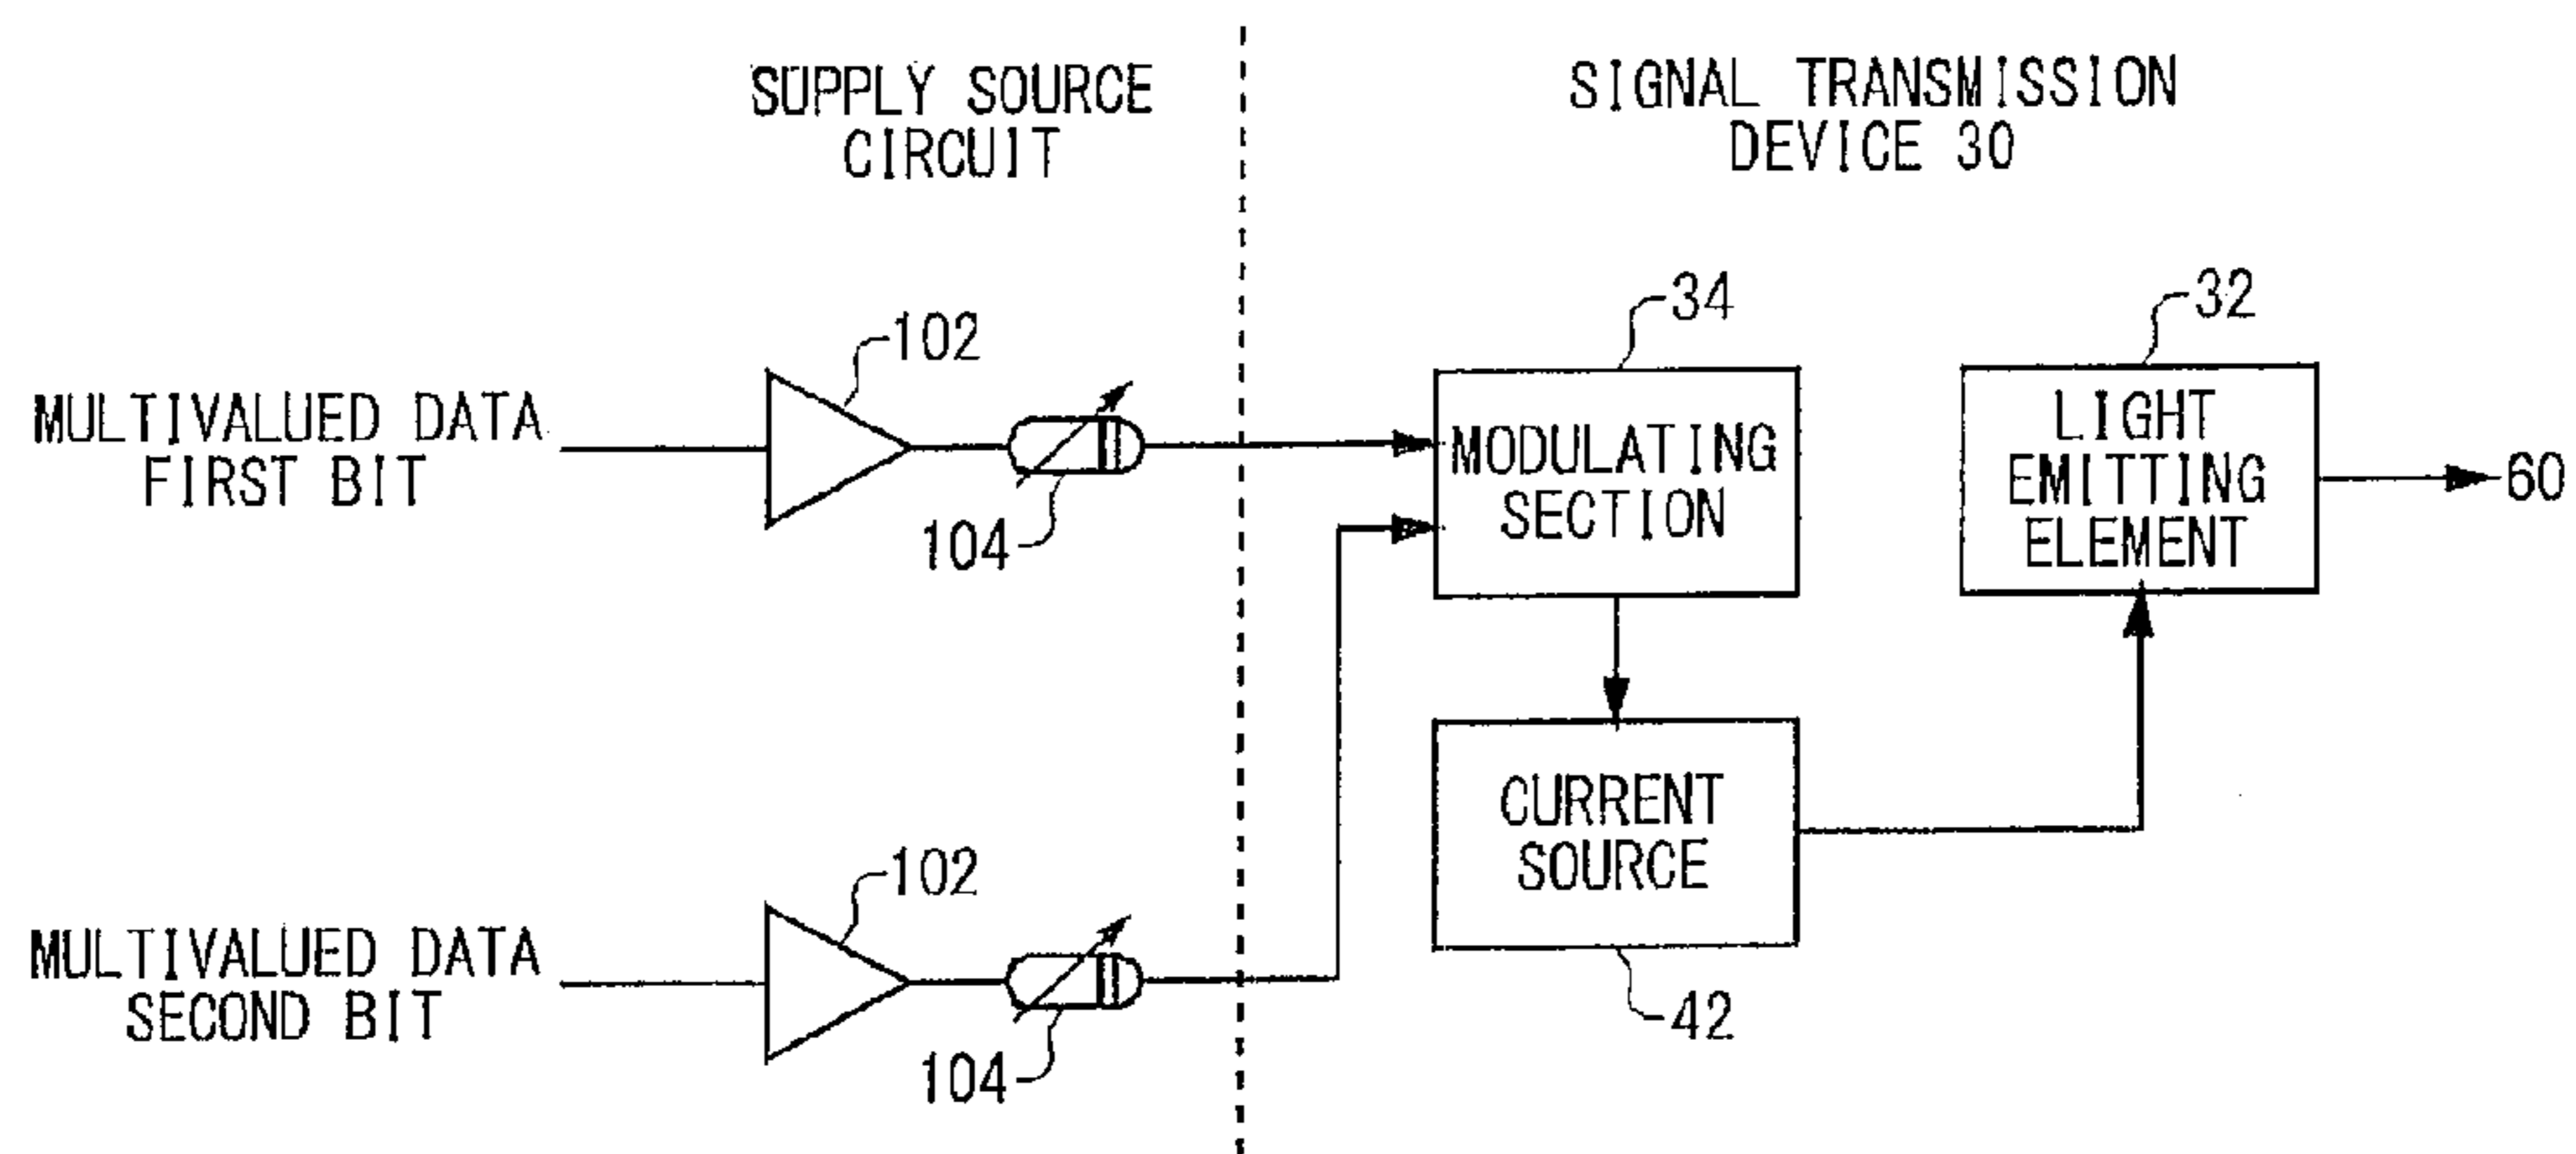 SUPPLY SOURCE
CIRCUIT
SIGNAL TRANSMISSION
DEVICE 30
102
34
32
MULTIVALUED DATA
FIRST BIT
104
MODULATING
SECTION
LIGHT
EMITTING
ELEMENT
60
102
CURRENT
SOURCE
MULTIVALUED DATA
SECOND BIT
104
42